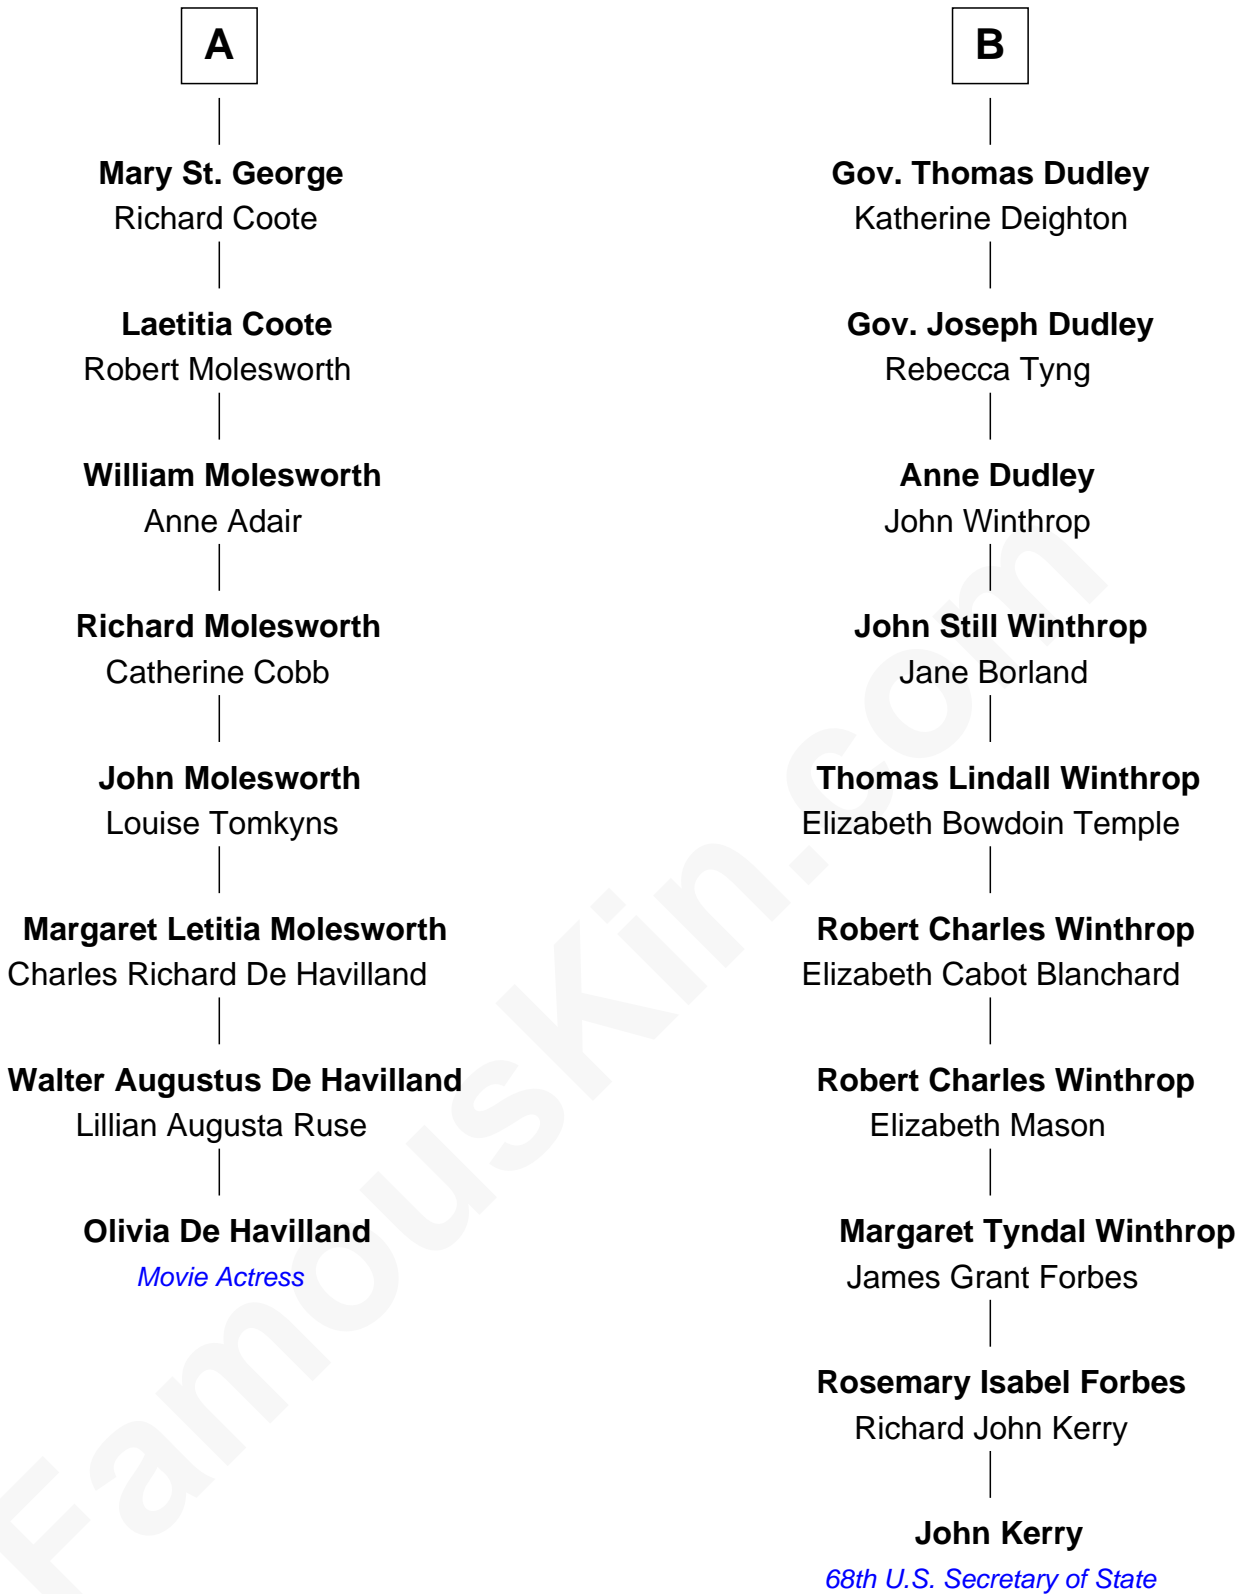 A
Mary St. George
Richard Coote
Laetitia Coote
Robert Molesworth
William Molesworth
Anne Adair
Richard Molesworth
Catherine Cobb
John Molesworth
Louise Tomkyns
Margaret Letitia Molesworth
Charles Richard De Havilland
Walter Augustus De Havilland
Lillian Augusta Ruse
Olivia De Havilland
Movie Actress
B
Gov. Thomas Dudley
Katherine Deighton
Gov. Joseph Dudley
Rebecca Tyng
Anne Dudley
John Winthrop
John Still Winthrop
Jane Borland
Thomas Lindall Winthrop
Elizabeth Bowdoin Temple
Robert Charles Winthrop
Elizabeth Cabot Blanchard
Robert Charles Winthrop
Elizabeth Mason
Margaret Tyndal Winthrop
James Grant Forbes
Rosemary Isabel Forbes
Richard John Kerry
John Kerry
68th U.S. Secretary of State
FamousKin.com